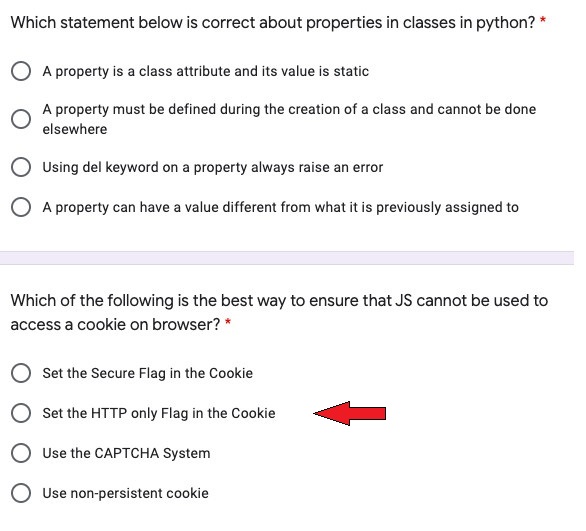 Which statement below is correct about properties in classes in python? *
A property is a class attribute and its value is static
A property must be defined during the creation of a class and cannot be done
elsewhere
Using del keyword on a property always raise an error
A property can have a value different from what it is previously assigned to
Which of the following is the best way to ensure that JS cannot be used to
access a cookie on browser? *
Set the Secure Flag in the Cookie
Set the HTTP only Flag in the Cookie
Use the CAPTCHA System
Use non-persistent cookie